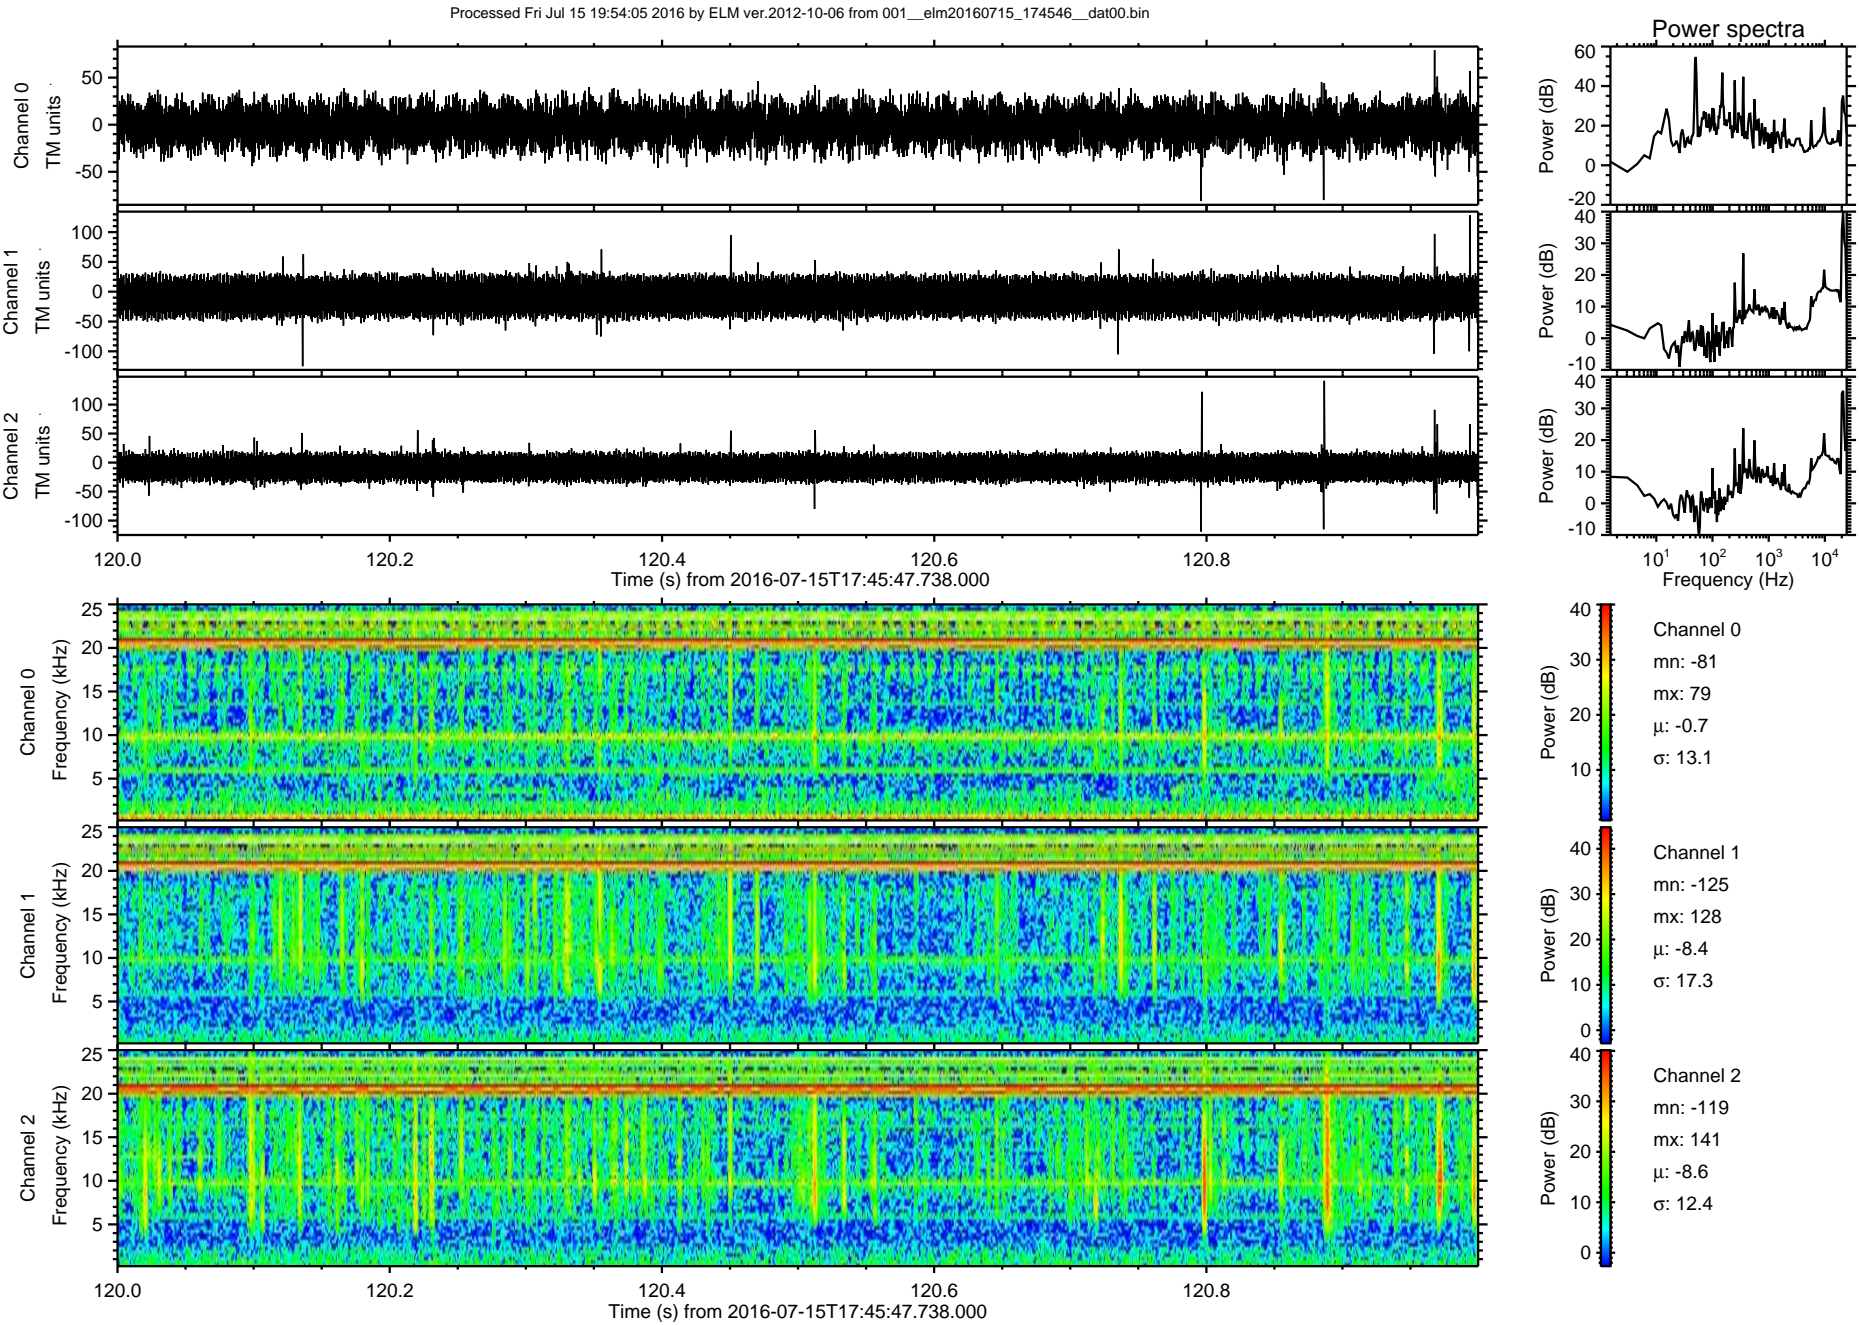 Processed Fri Jul 15 19:54:05 2016 by ELM ver.2012-10-06 from 001__elm20160715_174546__dat00.bin
Power spectra
Channel 0
TM units
50
0
-50
Power (dB)
60
40
20
0
-20
Channel 1
TM units
100
50
0
-50
-100
Power (dB)
40
30
20
10
0
-10
Channel 2
TM units
100
50
0
-50
-100
Power (dB)
40
30
20
10
0
-10
120.0 120.2 120.4 120.6 120.8
Time (s) from 2016-07-15T17:45:47.738.000
10^1 10^2 10^3 10^4
Frequency (Hz)
Channel 0
Frequency (kHz)
25
20
15
10
5
Power (dB)
40
30
20
10
Channel 0
mn: -81
mx: 79
μ: -0.7
σ: 13.1
Channel 1
Frequency (kHz)
25
20
15
10
5
Power (dB)
40
30
20
10
0
Channel 1
mn: -125
mx: 128
μ: -8.4
σ: 17.3
Channel 2
Frequency (kHz)
25
20
15
10
5
Power (dB)
40
30
20
10
0
Channel 2
mn: -119
mx: 141
μ: -8.6
σ: 12.4
120.0 120.2 120.4 120.6 120.8
Time (s) from 2016-07-15T17:45:47.738.000